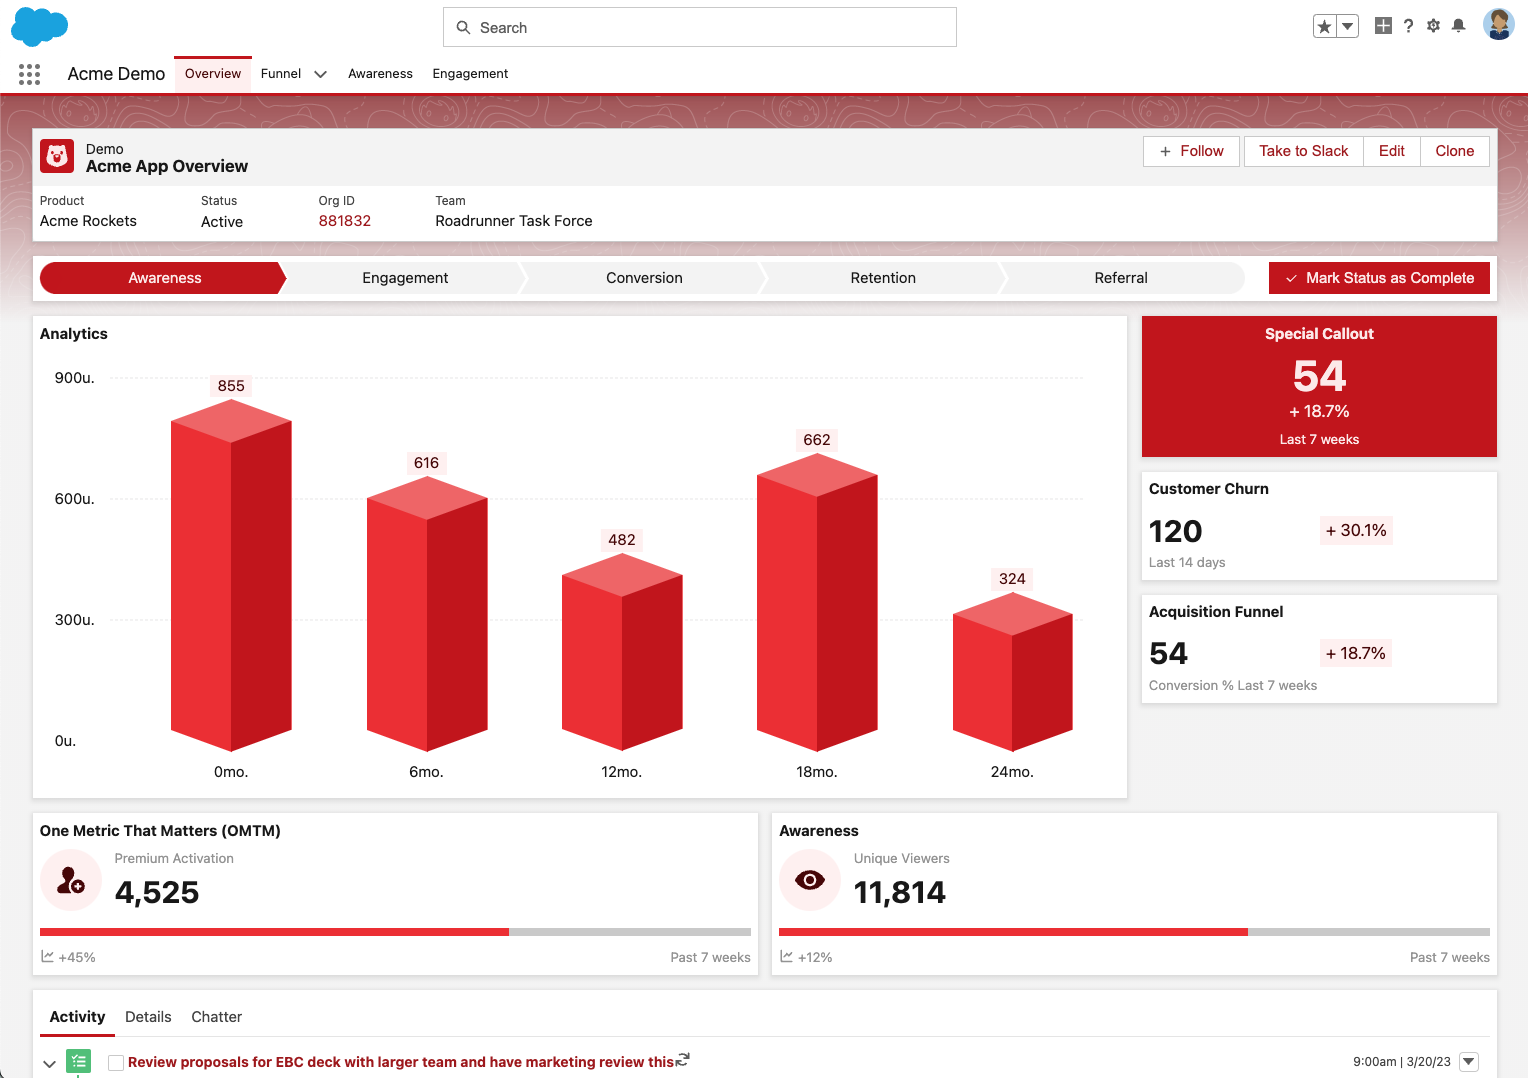 Search
Acme Demo
Overview
Funnel
Awareness
Engagement
Demo
Acme App Overview
+ Follow
Take to Slack
Edit
Clone
Product
Status
Org ID
Team
Acme Rockets
Active
881832
Roadrunner Task Force
Awareness
Engagement
Conversion
Retention
Referral
Mark Status as Complete
Analytics
900u.
600u.
300u.
0u.
855
616
482
662
324
0mo.
6mo.
12mo.
18mo.
24mo.
Special Callout
54
+ 18.7%
Last 7 weeks
Customer Churn
120
+ 30.1%
Last 14 days
Acquisition Funnel
54
+ 18.7%
Conversion % Last 7 weeks
One Metric That Matters (OMTM)
Premium Activation
4,525
+45%
Past 7 weeks
Awareness
Unique Viewers
11,814
+12%
Past 7 weeks
Activity
Details
Chatter
Review proposals for EBC deck with larger team and have marketing review this
9:00am | 3/20/23